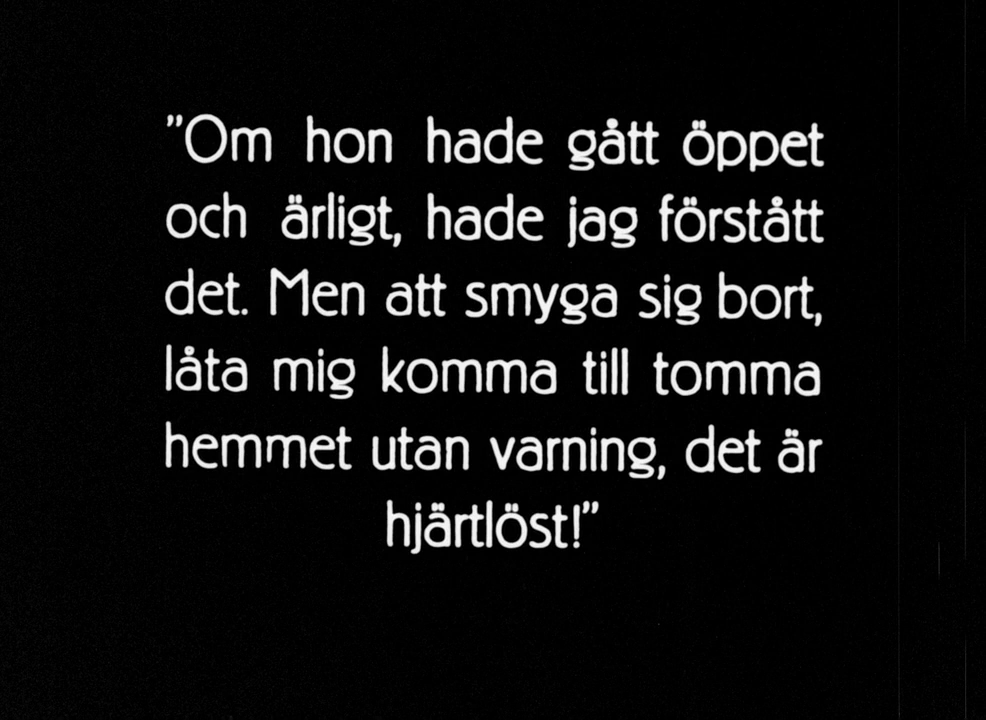 ”Om hon hade gått öppet
och ärligt, hade jag förstått
det. Men att smyga sig bort,
låta mig komma till tomma
hemmet utan varning, det är
hjärtlöst!”